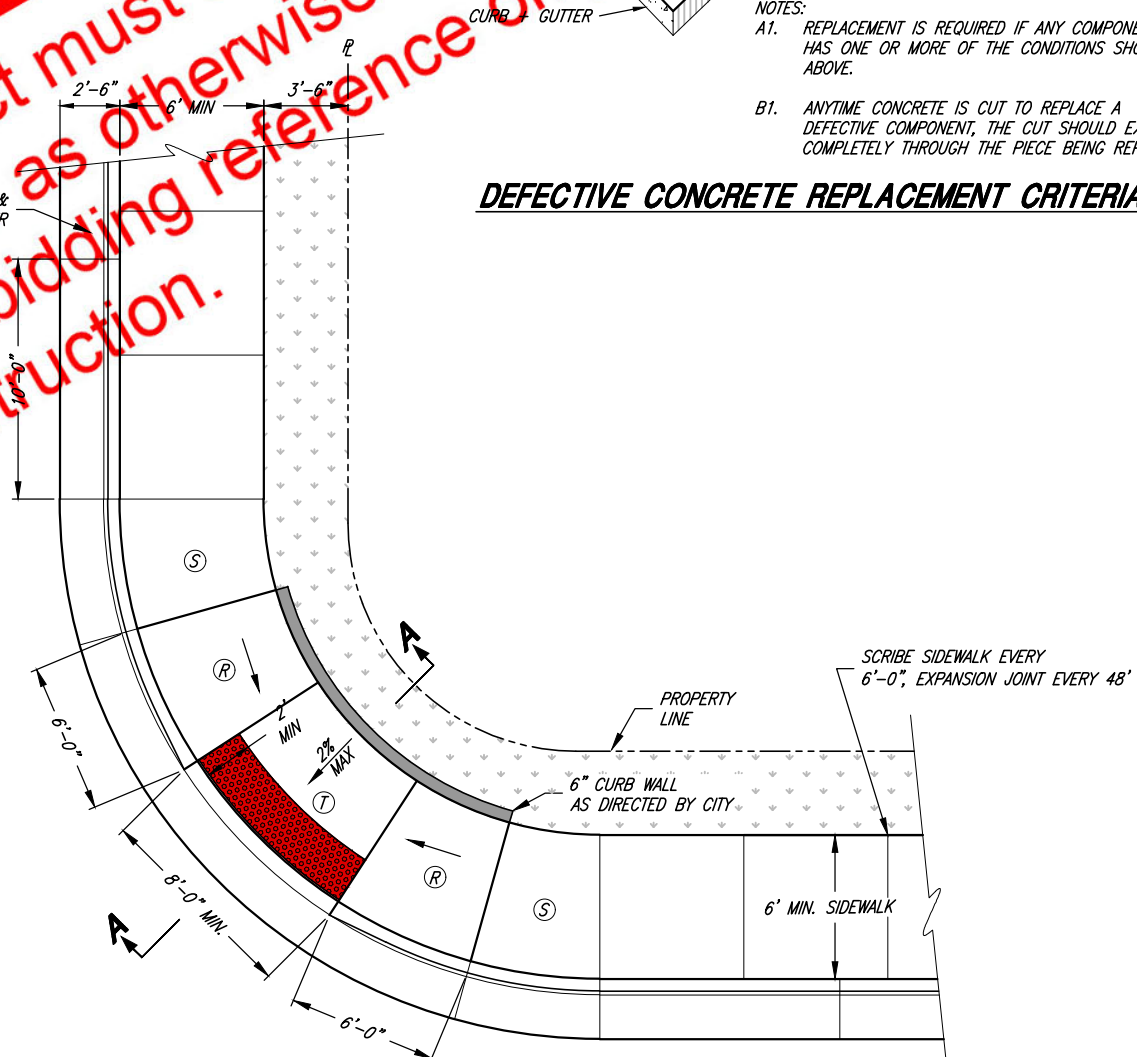 ct must
as otherwise
bidding reference
truction.
CURB + GUTTER
NOTES:
A1. REPLACEMENT IS REQUIRED IF ANY
HAS ONE OR MORE OF THE CONDITIONS
ABOVE.
B1. ANYTIME CONCRETE IS CUT TO REPLACE A
DEFECTIVE COMPONENT, THE CUT SHOULD
COMPLETELY THROUGH THE PIECE BEING
DEFECTIVE CONCRETE REPLACEMENT CRITERIA
2'-6"
6' MIN
3'-6"
&
R
10'-0"
S
R
2'
MIN
2%
MAX
T
R
S
A
A
6'-0"
8'-0" MIN.
6'-0"
PROPERTY
LINE
6" CURB WALL
AS DIRECTED BY CITY
SCRIBE SIDEWALK EVERY
6'-0", EXPANSION JOINT EVERY 48'
6' MIN. SIDEWALK